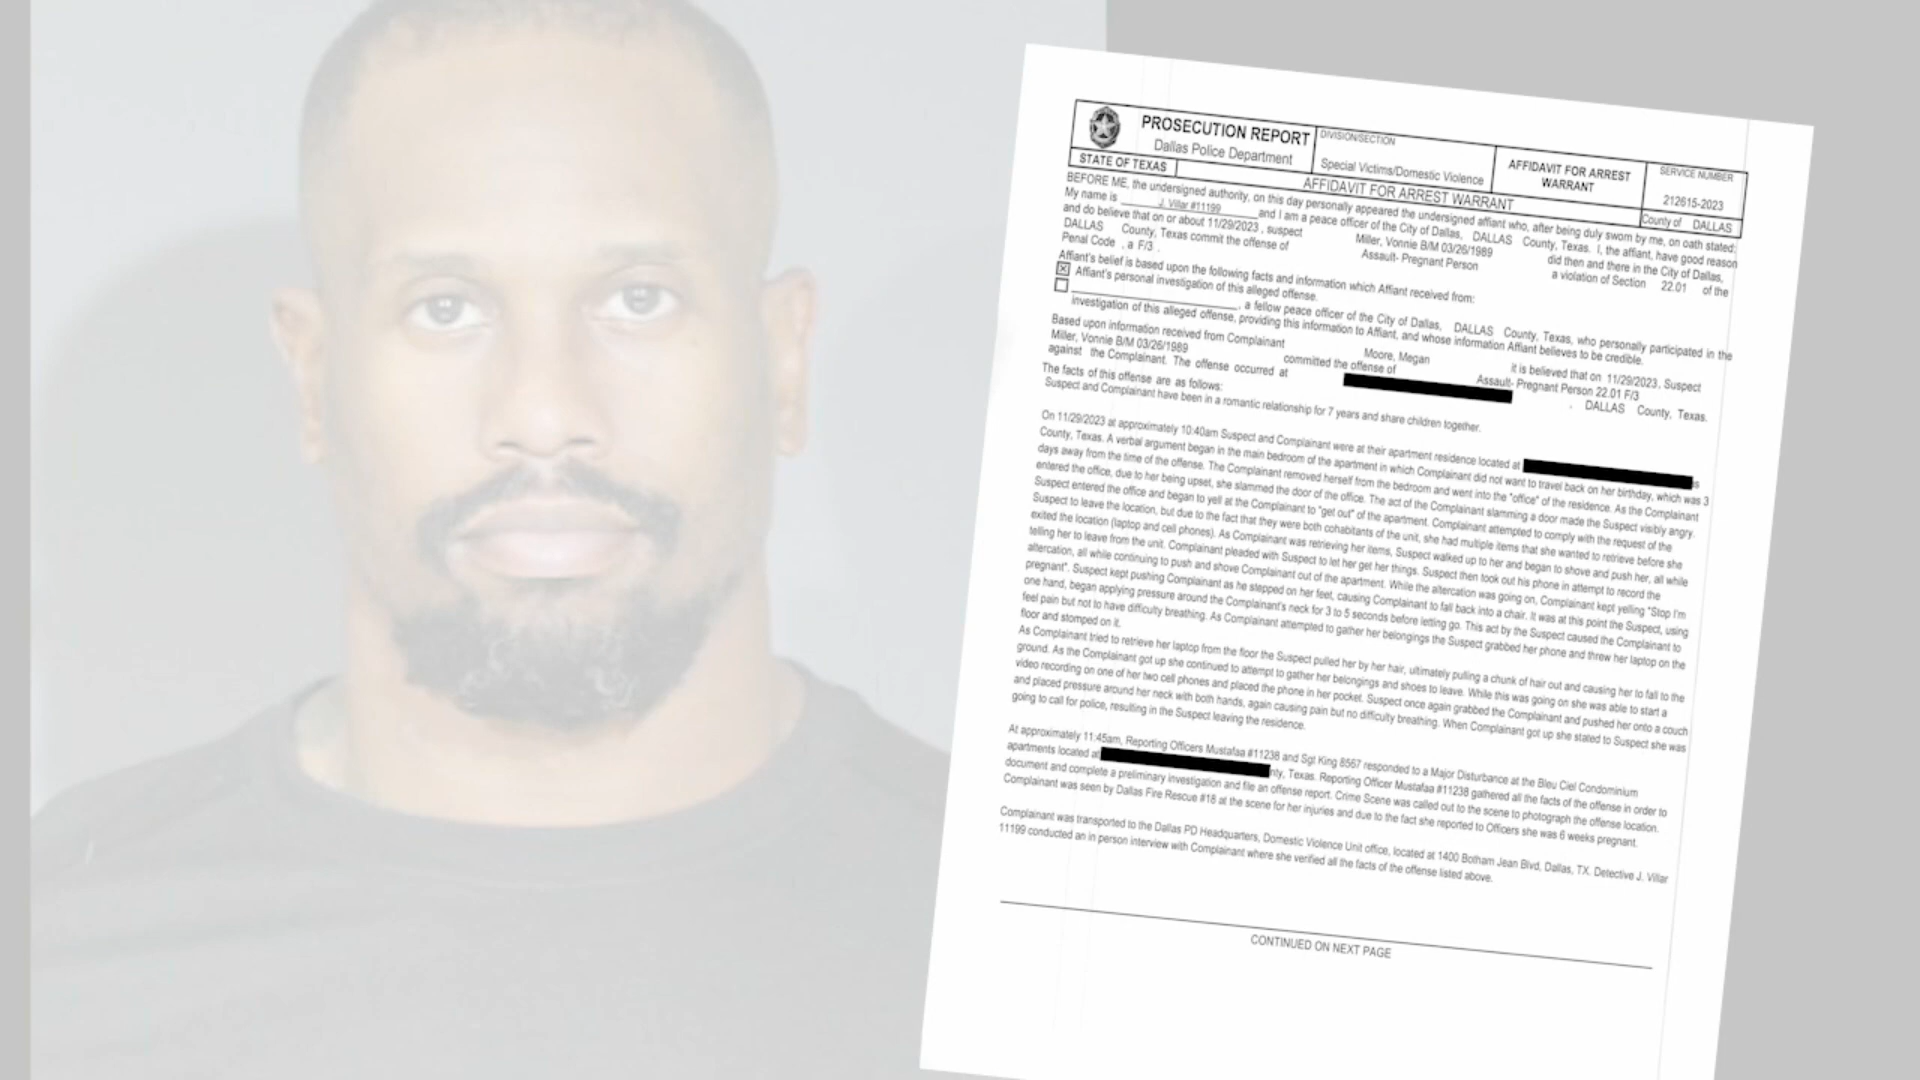 PROSECUTION REPORT
Dallas Police Department
DIVISION/SECTION
Special Victims/Domestic Violence
AFFIDAVIT FOR ARREST
WARRANT
SERVICE NUMBER
212615-2023
STATE OF TEXAS
AFFIDAVIT FOR ARREST WARRANT
County of DALLAS
BEFORE ME, the undersigned authority, on this day personally appeared the undersigned affiant who, after being duly sworn by me, on oath stated:
My name is J. Villar #11199 and I am a peace officer of the City of Dallas, DALLAS County, Texas. I, the affiant, have good reason
and do believe that on or about 11/29/2023 , suspect Miller, Vonnie B/M 03/26/1989 did then and there in the City of Dallas,
DALLAS County, Texas commit the offense of Assault- Pregnant Person a violation of Section 22.01 of the
Penal Code , a F/3 .
Affiant's belief is based upon the following facts and information which Affiant received from:
☒ Affiant's personal investigation of this alleged offense.
☐ , a fellow peace officer of the City of Dallas, DALLAS County, Texas, who personally participated in the
investigation of this alleged offense, providing this information to Affiant, and whose information Affiant believes to be credible.
Based upon information received from Complainant Moore, Megan it is believed that on 11/29/2023, Suspect
Miller, Vonnie B/M 03/26/1989 committed the offense of Assault- Pregnant Person 22.01 F/3
against the Complainant. The offense occurred at , DALLAS County, Texas.
The facts of this offense are as follows:
Suspect and Complainant have been in a romantic relationship for 7 years and share children together.
On 11/29/2023 at approximately 10:40am Suspect and Complainant were at their apartment residence located at s
County, Texas. A verbal argument began in the main bedroom of the apartment in which Complainant did not want to travel back on her birthday, which was 3
days away from the time of the offense. The Complainant removed herself from the bedroom and went into the "office" of the residence. As the Complainant
entered the office, due to her being upset, she slammed the door of the office. The act of the Complainant slamming a door made the Suspect visibly angry.
Suspect entered the office and began to yell at the Complainant to "get out" of the apartment. Complainant attempted to comply with the request of the
Suspect to leave the location, but due to the fact that they were both cohabitants of the unit, she had multiple items that she wanted to retrieve before she
exited the location (laptop and cell phones). As Complainant was retrieving her items, Suspect walked up to her and began to shove and push her, all while
telling her to leave from the unit. Complainant pleaded with Suspect to let her get her things. Suspect then took out his phone in attempt to record the
altercation, all while continuing to push and shove Complainant out of the apartment. While the altercation was going on, Complainant kept yelling "Stop I'm
pregnant". Suspect kept pushing Complainant as he stepped on her feet, causing Complainant to fall back into a chair. It was at this point the Suspect, using
one hand, began applying pressure around the Complainant's neck for 3 to 5 seconds before letting go. This act by the Suspect caused the Complainant to
feel pain but not to have difficulty breathing. As Complainant attempted to gather her belongings the Suspect grabbed her phone and threw her laptop on the
floor and stomped on it.
As Complainant tried to retrieve her laptop from the floor the Suspect pulled her by her hair, ultimately pulling a chunk of hair out and causing her to fall to the
ground. As the Complainant got up she continued to attempt to gather her belongings and shoes to leave. While this was going on she was able to start a
video recording on one of her two cell phones and placed the phone in her pocket. Suspect once again grabbed the Complainant and pushed her onto a couch
and placed pressure around her neck with both hands, again causing pain but no difficulty breathing. When Complainant got up she stated to Suspect she was
going to call for police, resulting in the Suspect leaving the residence.
At approximately 11:45am, Reporting Officers Mustafaa #11238 and Sgt King 8567 responded to a Major Disturbance at the Bleu Ciel Condominium
apartments located at nty, Texas. Reporting Officer Mustafaa #11238 gathered all the facts of the offense in order to
document and complete a preliminary investigation and file an offense report. Crime Scene was called out to the scene to photograph the offense location.
Complainant was seen by Dallas Fire Rescue #18 at the scene for her injuries and due to the fact she reported to Officers she was 6 weeks pregnant.
Complainant was transported to the Dallas PD Headquarters, Domestic Violence Unit office, located at 1400 Botham Jean Blvd, Dallas, TX. Detective J. Villar
11199 conducted an in person interview with Complainant where she verified all the facts of the offense listed above.
CONTINUED ON NEXT PAGE